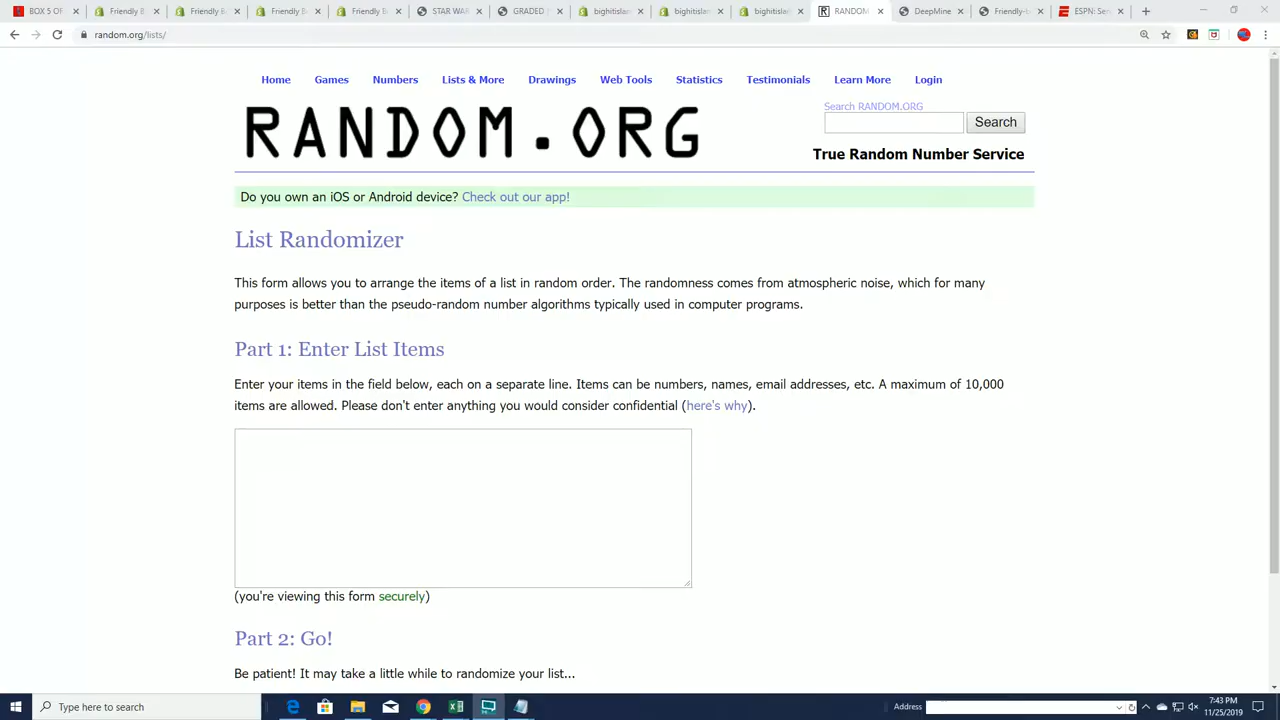 BOX 5 OF
Friendly B
Friendly B
Friendly B
Friendly B
STAR WAR
GRADED
bighitislan
bighitislan
bighitislan
RANDOM
DeepMine
Friendly-l
ESPN: Serv
random.org/lists/
Home Games Numbers Lists & More Drawings Web Tools Statistics Testimonials Learn More Login
RANDOM.ORG
Search RANDOM.ORG
Search
True Random Number Service
Do you own an iOS or Android device? Check out our app!
List Randomizer
This form allows you to arrange the items of a list in random order. The randomness comes from atmospheric noise, which for many
purposes is better than the pseudo-random number algorithms typically used in computer programs.
Part 1: Enter List Items
Enter your items in the field below, each on a separate line. Items can be numbers, names, email addresses, etc. A maximum of 10,000
items are allowed. Please don't enter anything you would consider confidential (here's why).
(you're viewing this form securely)
Part 2: Go!
Be patient! It may take a little while to randomize your list...
Type here to search
Address
7:43 PM
11/25/2019